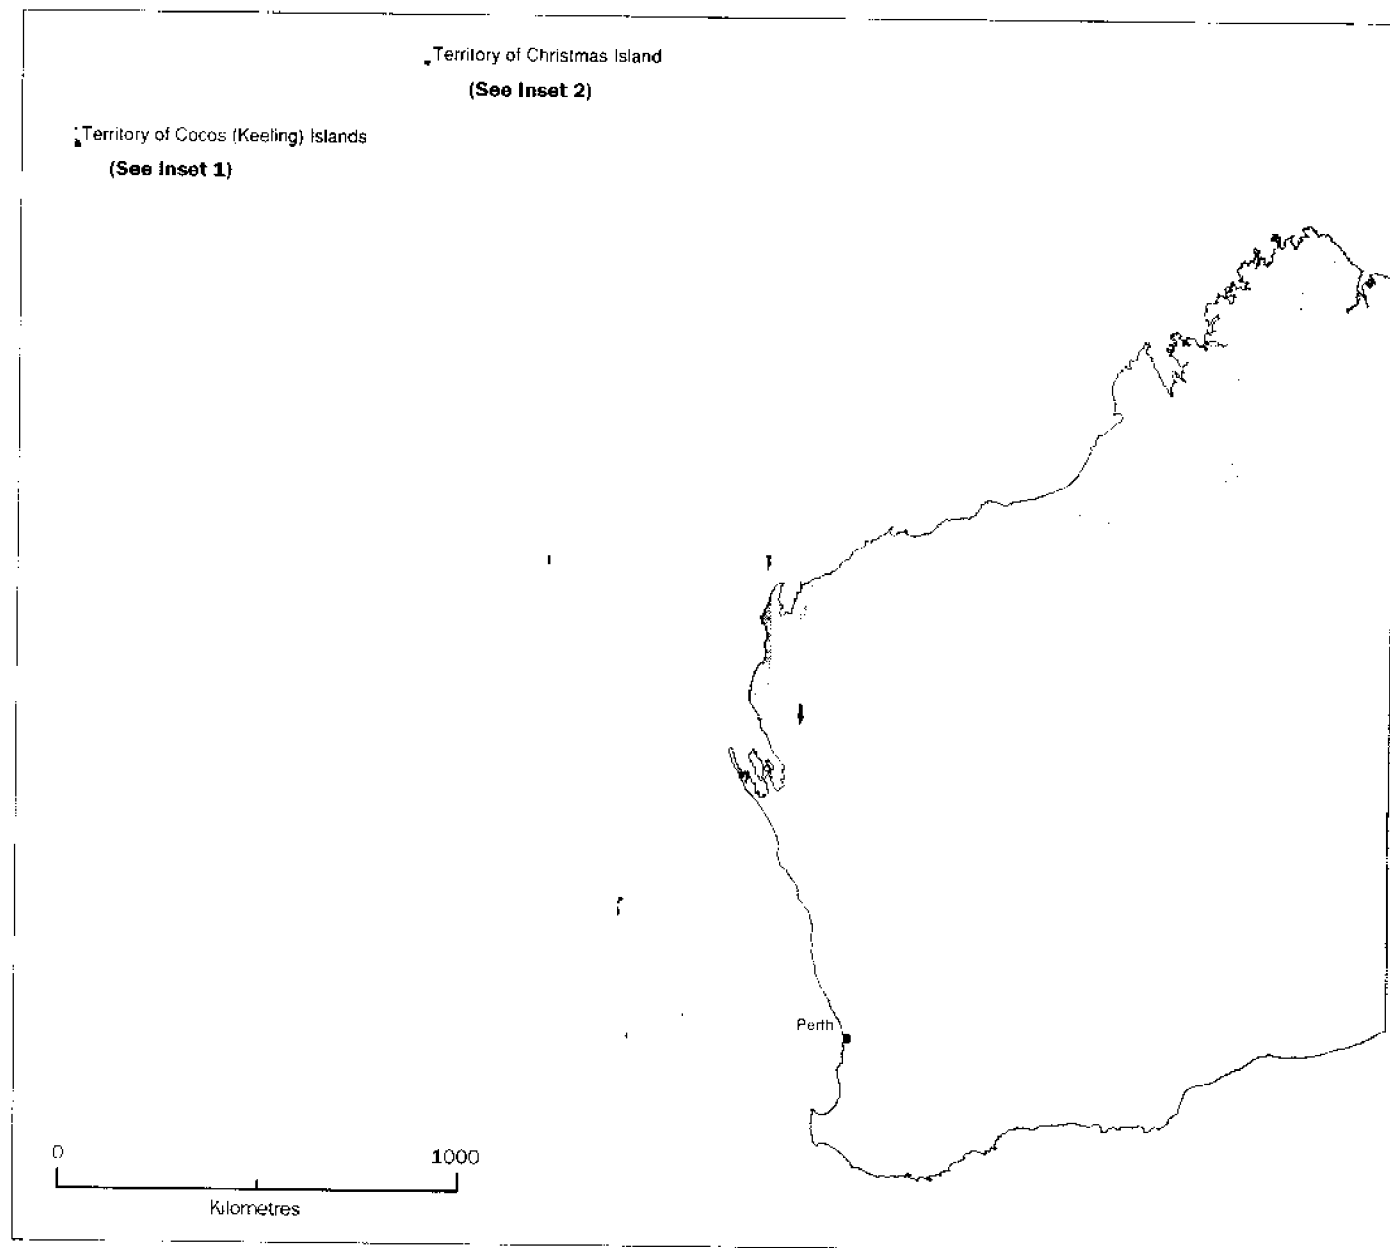 Territory of Christmas Island
(See Inset 2)
Territory of Cocos (Keeling) Islands
(See Inset 1)
Perth
0 1000
Kilometres